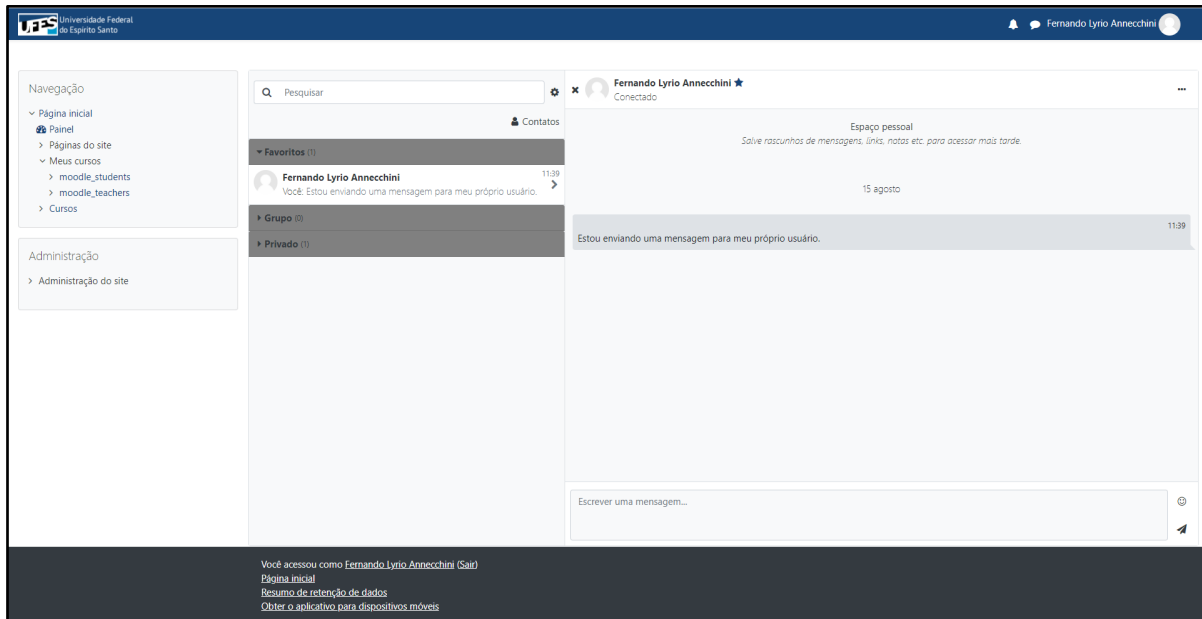 UFES Universidade Federal
do Espírito Santo
Fernando Lyrio Annecchini
Navegação
Página inicial
Painel
Páginas do site
Meus cursos
moodle_students
moodle_teachers
Cursos
Administração
Administração do site
Pesquisar
Contatos
Favoritos (1)
Fernando Lyrio Annecchini 11:39
Você: Estou enviando uma mensagem para meu próprio usuário.
Grupo (0)
Privado (1)
Fernando Lyrio Annecchini
Conectado
Espaço pessoal
Salve rascunhos de mensagens, links, notas etc. para acessar mais tarde.
15 agosto
11:39
Estou enviando uma mensagem para meu próprio usuário.
Escrever uma mensagem...
Você acessou como Fernando Lyrio Annecchini (Sair)
Página inicial
Resumo de retenção de dados
Obter o aplicativo para dispositivos móveis